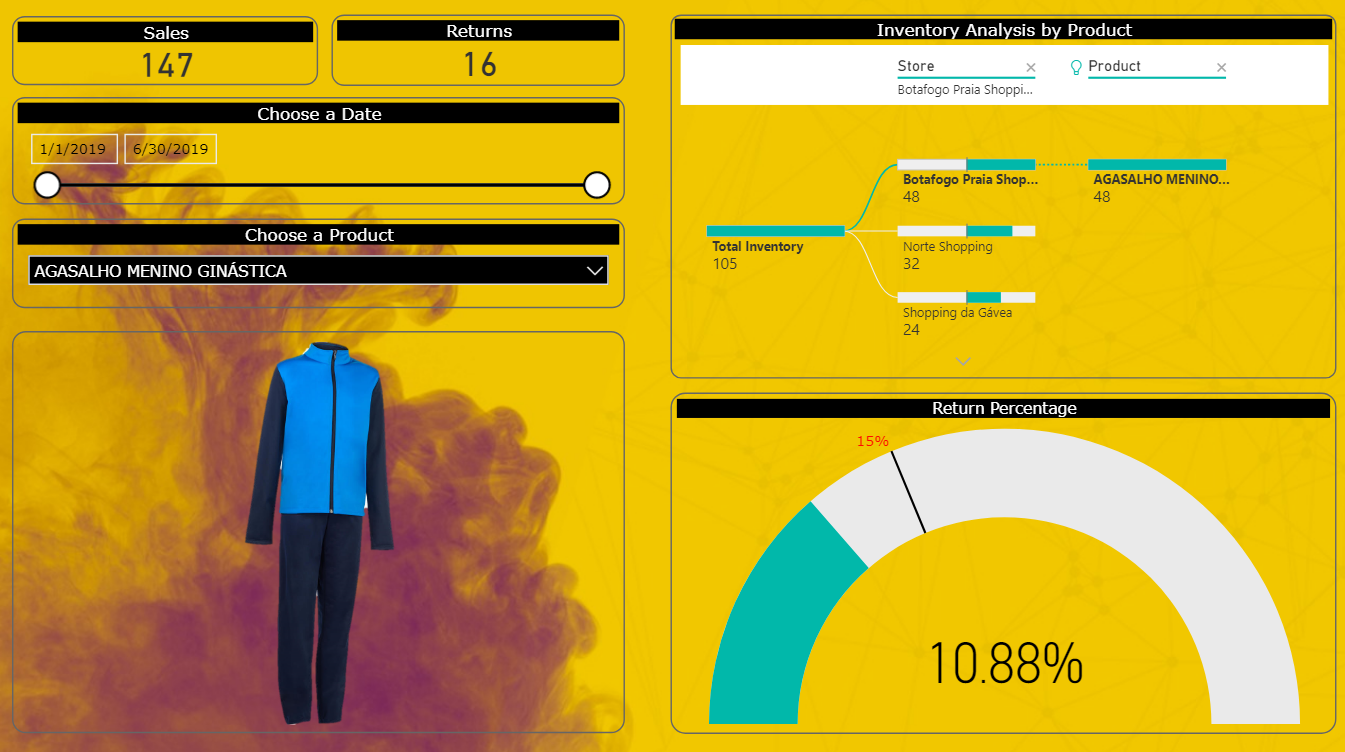 Sales
147
Returns
16
Choose a Date
1/1/2019
6/30/2019
Choose a Product
AGASALHO MENINO GINÁSTICA
Inventory Analysis by Product
Store
Botafogo Praia Shoppi...
Product
Total Inventory
105
Botafogo Praia Shop...
48
Norte Shopping
32
Shopping da Gávea
24
AGASALHO MENINO...
48
Return Percentage
15%
10.88%